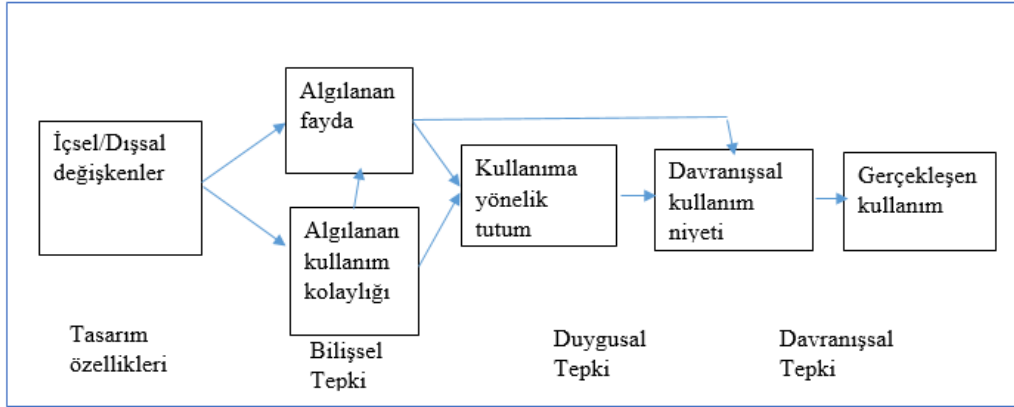 İçsel/Dışsal
değişkenler
Algılanan
fayda
Algılanan
kullanım
kolaylığı
Kullanıma
yönelik
tutum
Davranışsal
kullanım
niyeti
Gerçekleşen
kullanım
Tasarım
özellikleri
Bilişsel
Tepki
Duygusal
Tepki
Davranışsal
Tepki